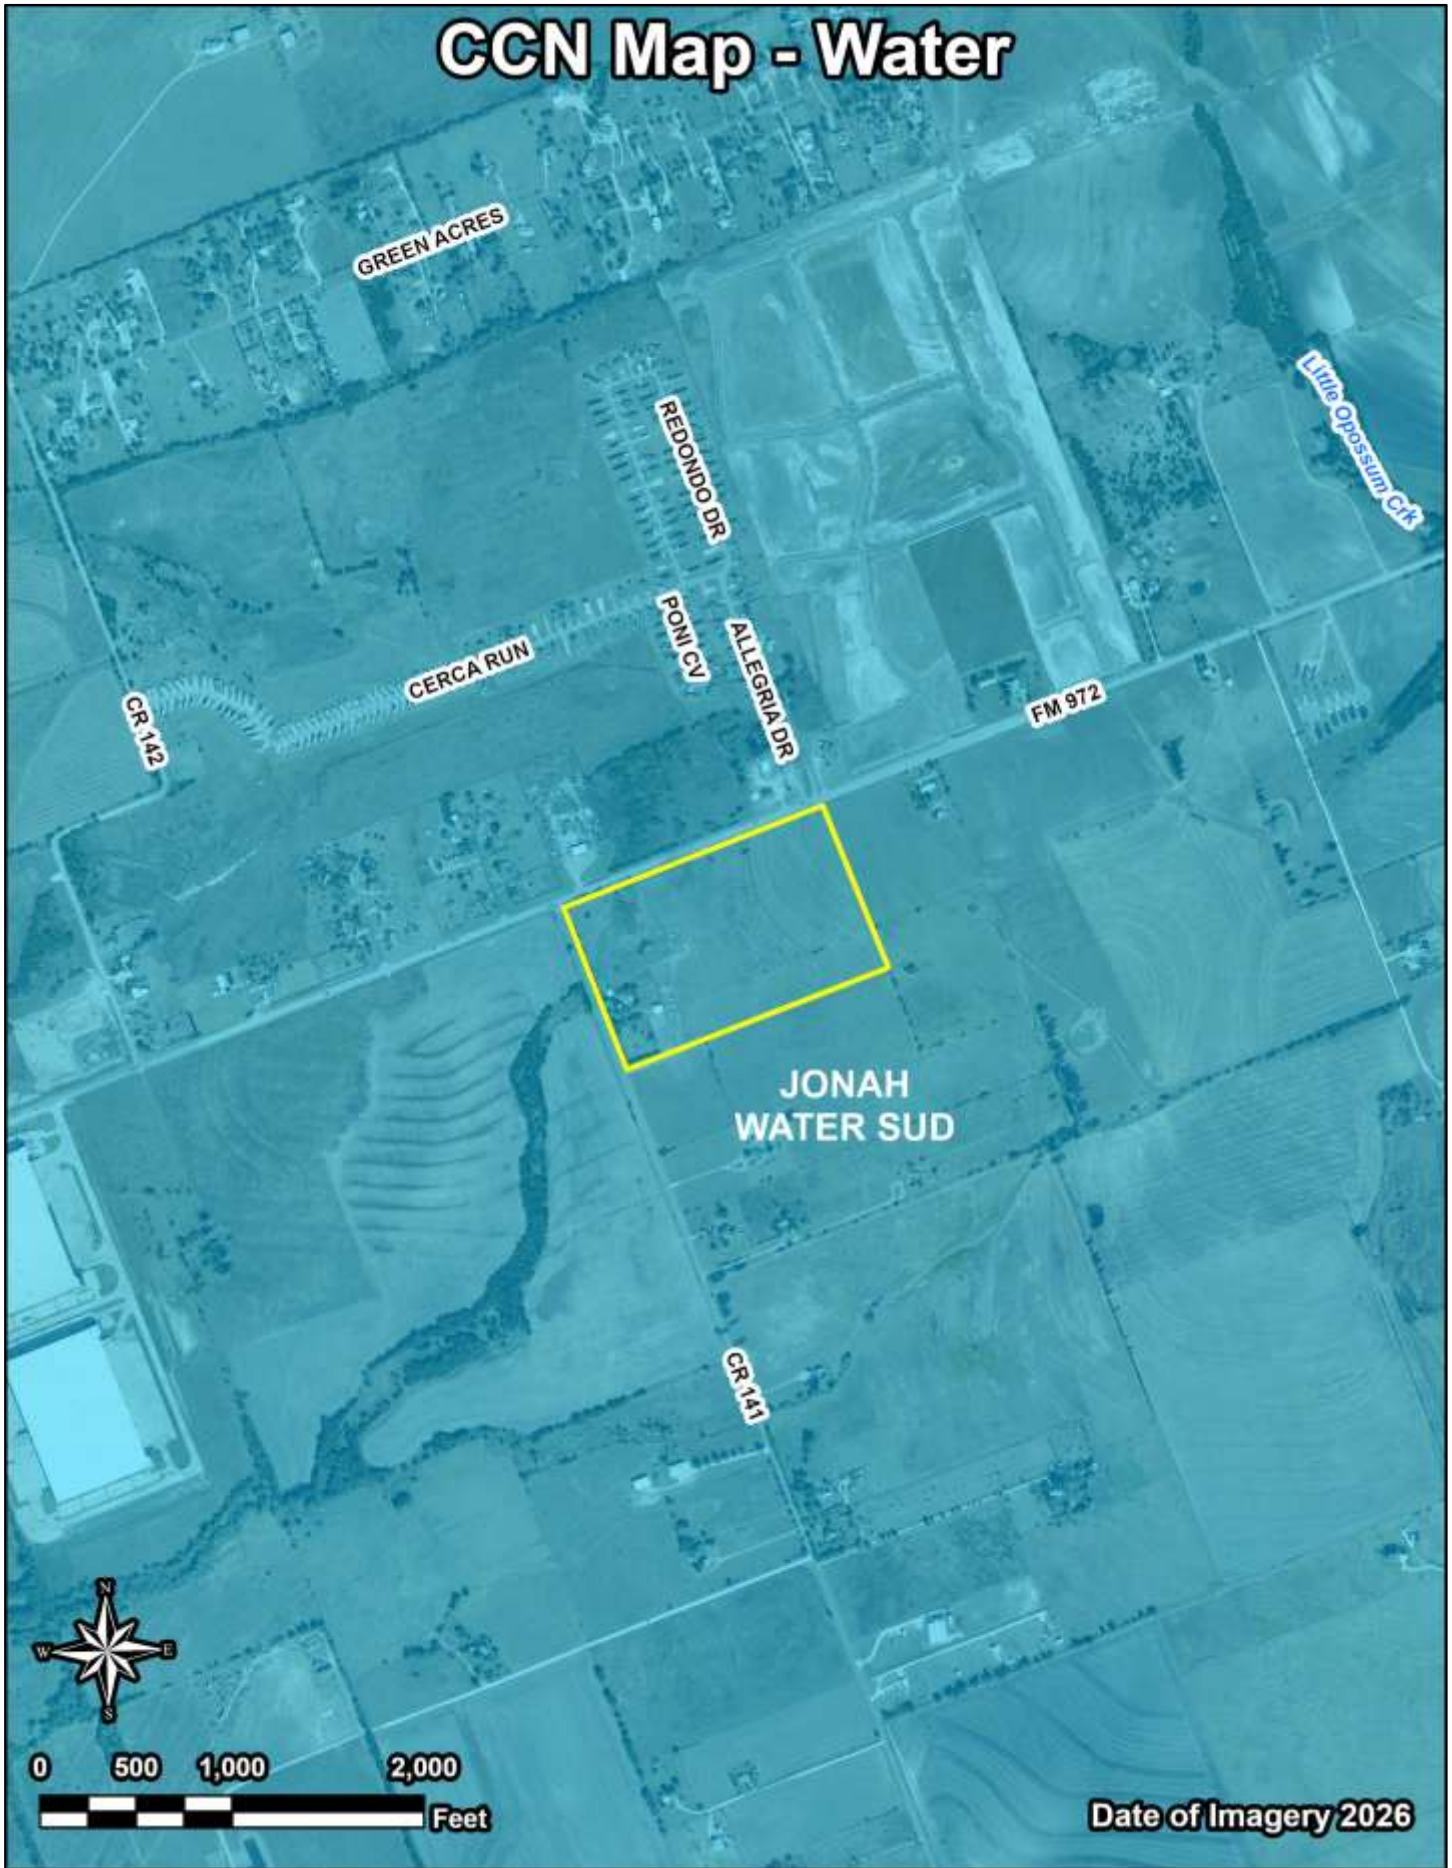 CCN Map - Water
GREEN ACRES
Little Opossum Crk
REDONDO DR
PONI CV
ALLEGRIA DR
CERCA RUN
CR 142
FM 972
JONAH
WATER SUD
CR 141
N
W
E
S
0 500 1,000 2,000
Feet
Date of Imagery 2026